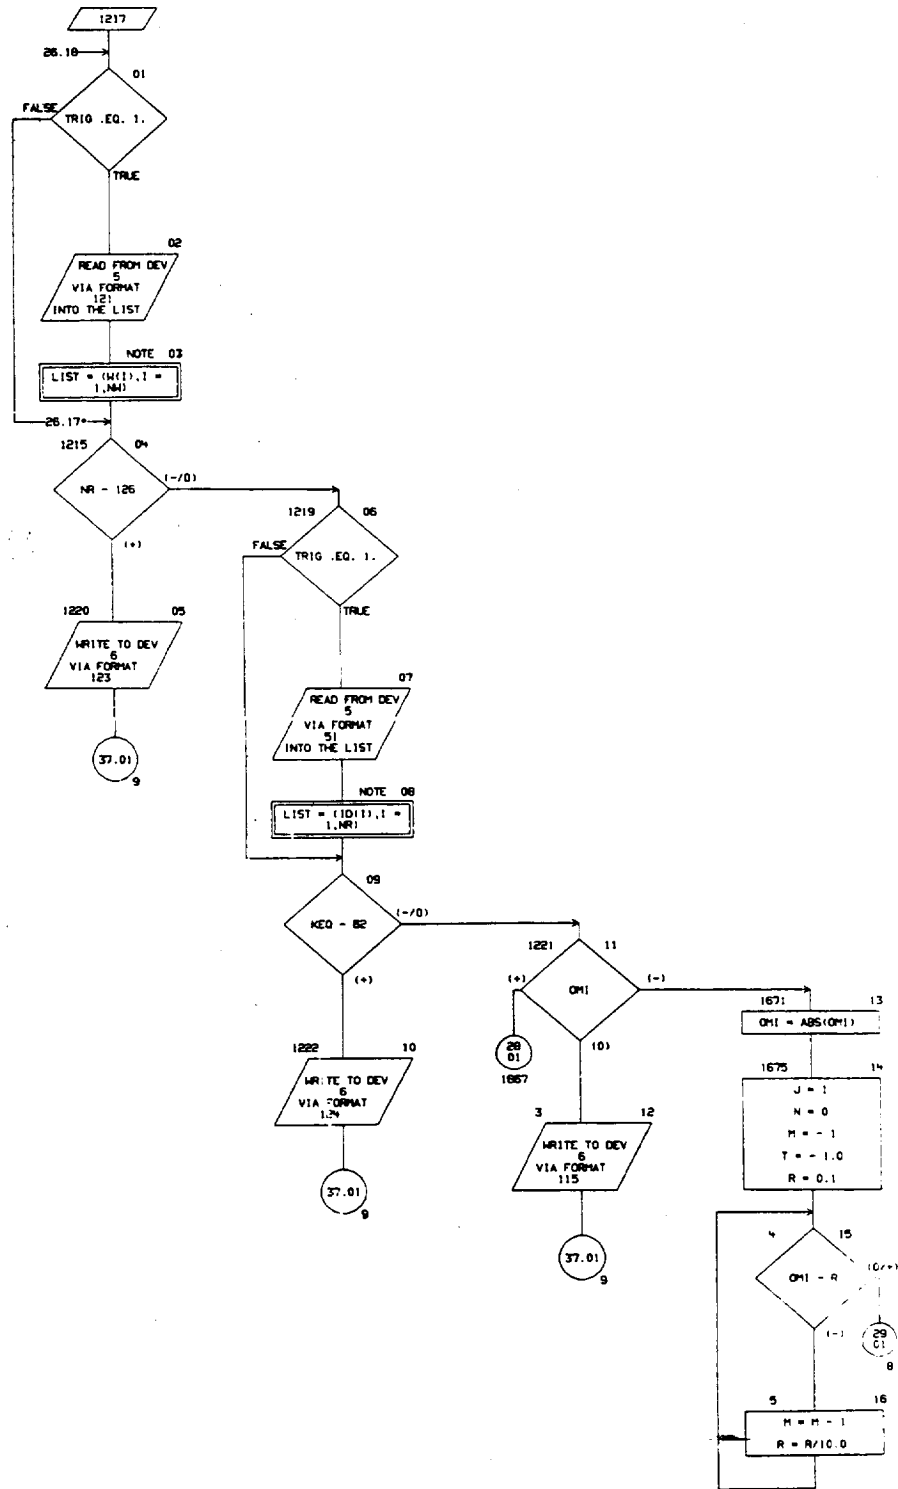 1217
26.18
01
FALSE
TRIG .EQ. 1.
TRUE
02
READ FROM DEV
5
VIA FORMAT
121
INTO THE LIST
NOTE 03
LIST = (W(I),I =
1,NW)
26.17*
1215 04
NR - 126
(-/0)
(+)
1219 06
FALSE
TRIG .EQ. 1.
TRUE
1220 05
WRITE TO DEV
6
VIA FORMAT
123
37.01
9
07
READ FROM DEV
5
VIA FORMAT
51
INTO THE LIST
NOTE 08
LIST = (ID(I),I =
1,NR)
09
KEQ - 82
(-/0)
(+)
1221 11
(+)
OMI
(-)
(0)
28
01
1667
1671 13
OMI = ABS(OMI)
1222 10
WRITE TO DEV
6
VIA FORMAT
124
37.01
9
3 12
WRITE TO DEV
6
VIA FORMAT
115
37.01
9
1675 14
J = 1
N = 0
M = - 1
T = - 1.0
R = 0.1
4 15
OMI - R
(0/+)
(-)
29
01
8
5 16
M = M - 1
R = R/10.0